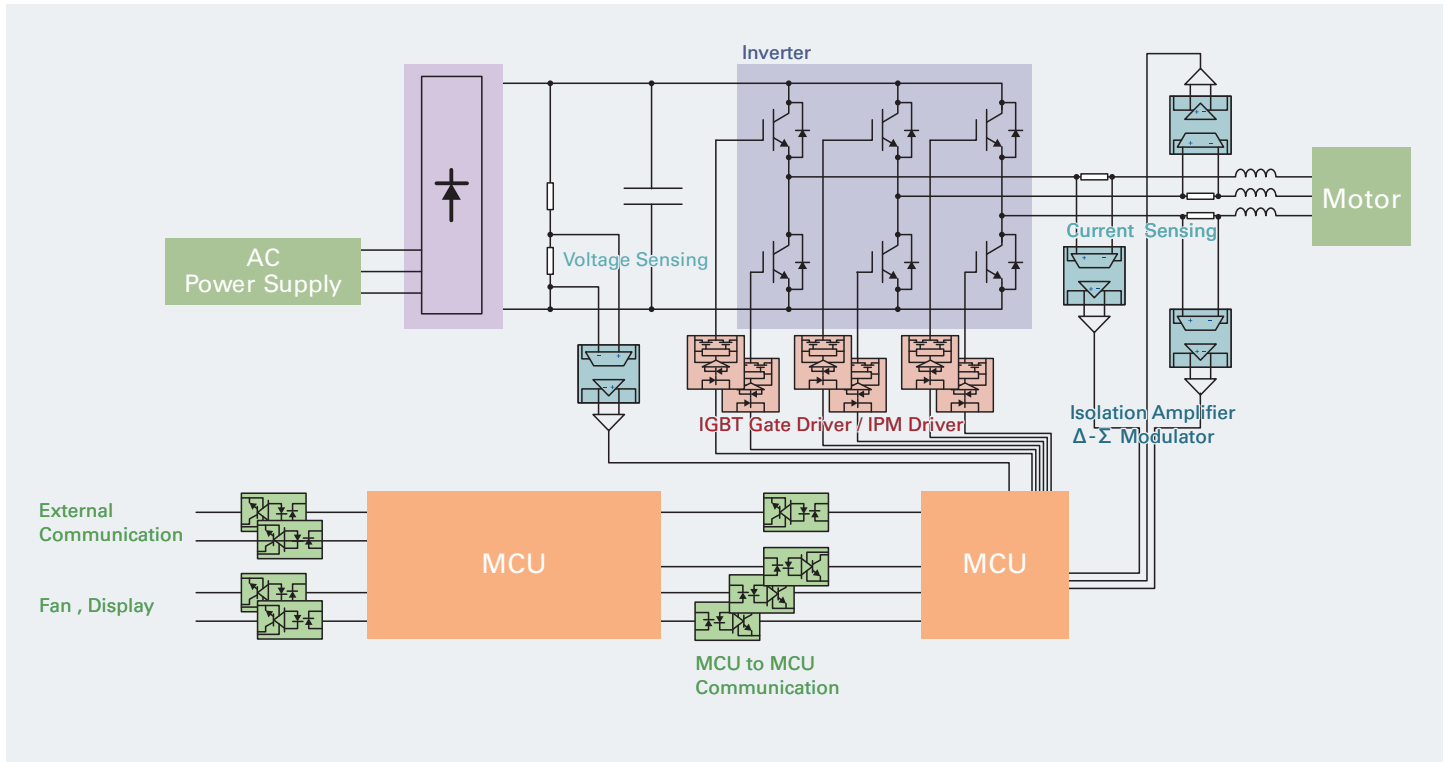 Inverter
Motor
AC
Power Supply
Voltage Sensing
Current Sensing
IGBT Gate Driver / IPM Driver
Isolation Amplifier
Δ-Σ Modulator
External
Communication
MCU
MCU
Fan , Display
MCU to MCU
Communication